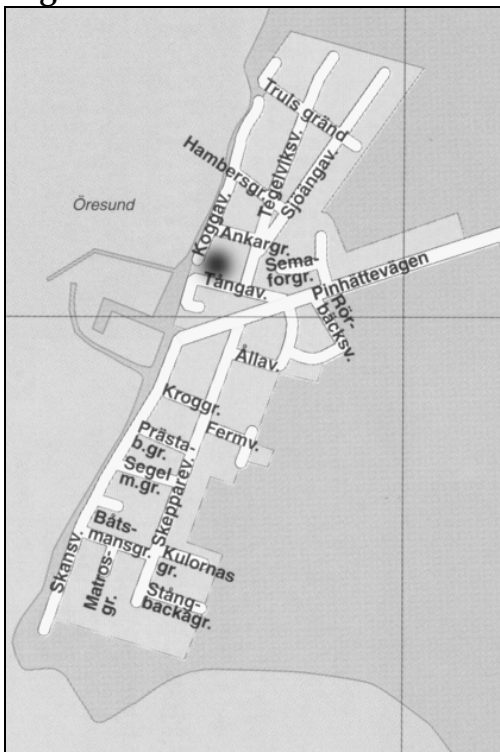 Truls gränd
Tegelviksv.
Sjöängav.
Hambersgr.
Öresund
Koggav.
Ankargr.
Sema-
forgr.
Tångav.
Pinhättevägen
Rör-
bäcksv.
Ållav.
Kroggr.
Prästa-
b.gr.
Fermv.
Segel
m.gr.
Skepparev.
Båts-
mansgr.
Kulornas
gr.
Skansv.
Matros-
gr.
Stång-
backagr.